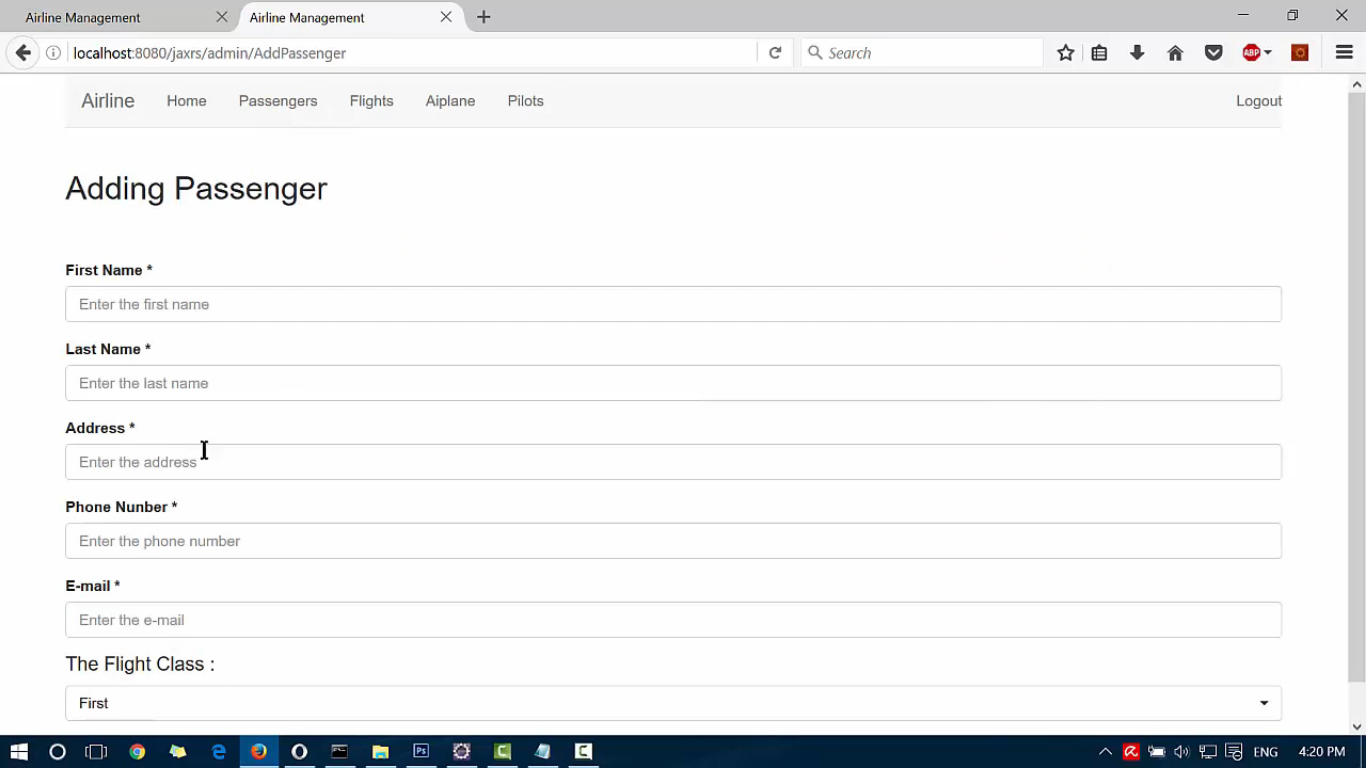 Airline Management
Airline Management
localhost:8080/jaxrs/admin/AddPassenger
Search
ABP
Airline Home Passengers Flights Aiplane Pilots Logout
Adding Passenger
First Name *
Enter the first name
Last Name *
Enter the last name
Address *
Enter the address
Phone Nunber *
Enter the phone number
E-mail *
Enter the e-mail
The Flight Class :
First
Ps
ENG 4:20 PM